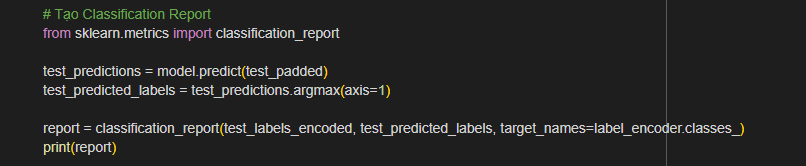 # Tạo Classification Report
from sklearn.metrics import classification_report
test_predictions = model.predict(test_padded)
test_predicted_labels = test_predictions.argmax(axis=1)
report = classification_report(test_labels_encoded, test_predicted_labels, target_names=label_encoder.classes_)
print(report)